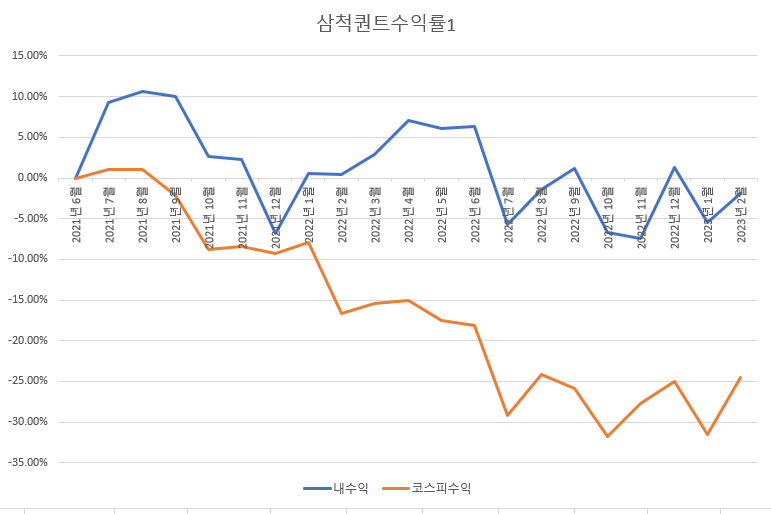 삼척퀀트수익률1
15.00%
10.00%
5.00%
0.00%
-5.00%
-10.00%
-15.00%
-20.00%
-25.00%
-30.00%
-35.00%
2021년 6월
2021년 7월
2021년 8월
2021년 9월
2021년 10월
2021년 11월
2021년 12월
2022년 1월
2022년 2월
2022년 3월
2022년 4월
2022년 5월
2022년 6월
2022년 7월
2022년 8월
2022년 9월
2022년 10월
2022년 11월
2022년 12월
2023년 1월
2023년 2월
내수익
코스피수익